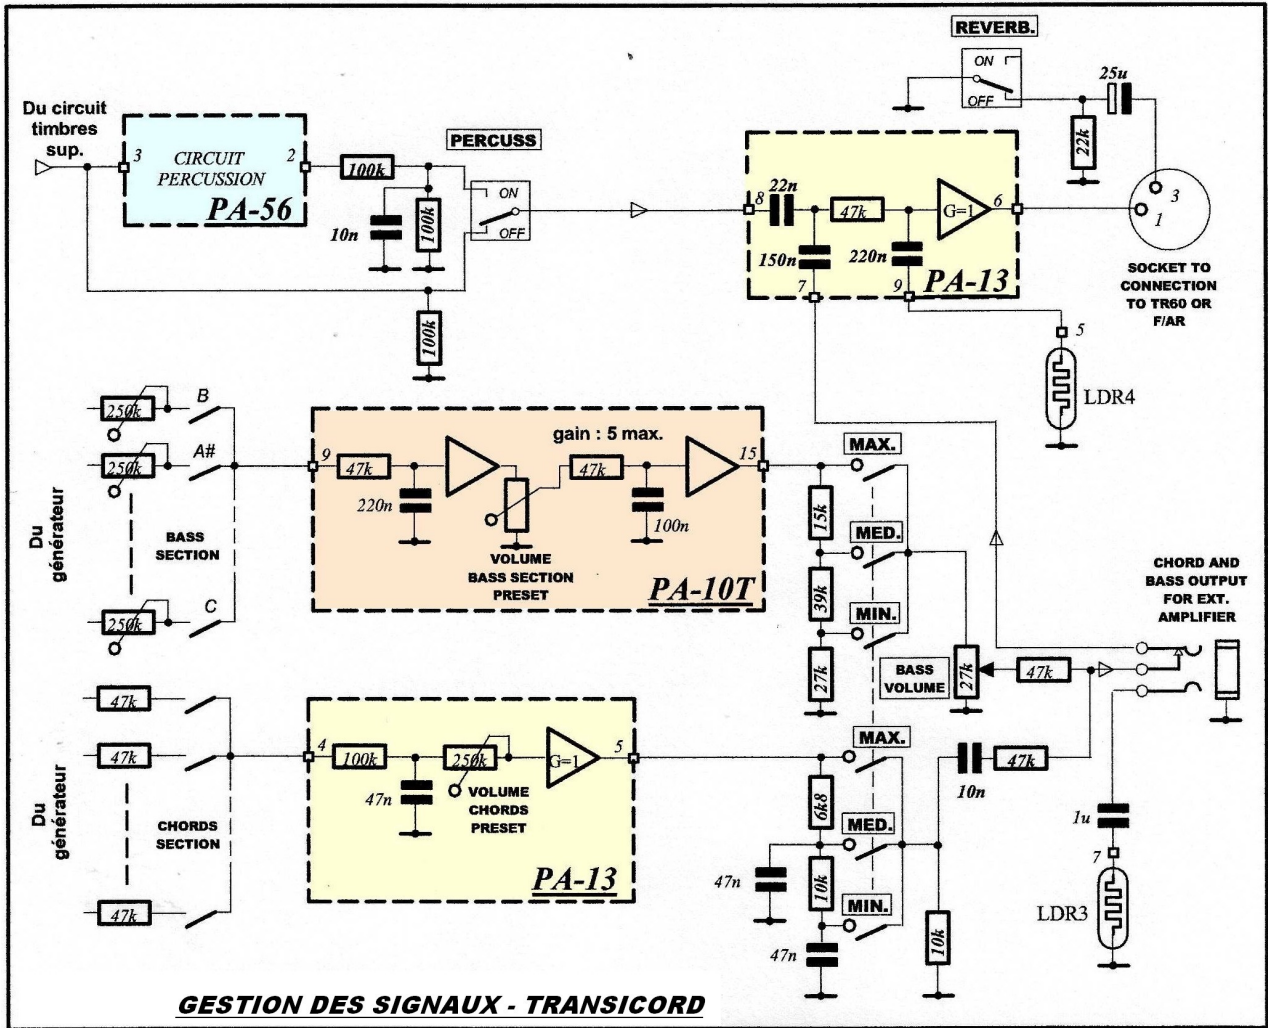 REVERB.
ON
OFF
25u
22k
3
1
SOCKET TO
CONNECTION
TO TR60 OR
F/AR
Du circuit
timbres
sup.
3
CIRCUIT
PERCUSSION
2
PA-56
100k
10n
100k
100k
PERCUSS
ON
OFF
8
22n
47k
G=1
6
150n
220n
7
9
PA-13
5
LDR4
Du
générateur
250k
B
250k
A#
BASS
SECTION
250k
C
9
47k
220n
gain : 5 max.
47k
100n
15
VOLUME
BASS SECTION
PRESET
PA-10T
MAX.
15k
MED.
39k
MIN.
27k
BASS
VOLUME
27k
47k
CHORD AND
BASS OUTPUT
FOR EXT.
AMPLIFIER
Du
générateur
47k
47k
CHORDS
SECTION
47k
4
100k
47n
250k
G=1
5
VOLUME
CHORDS
PRESET
PA-13
MAX.
6k8
MED.
47n
10k
MIN.
47n
10k
10n
47k
1u
7
LDR3
GESTION DES SIGNAUX - TRANSICORD